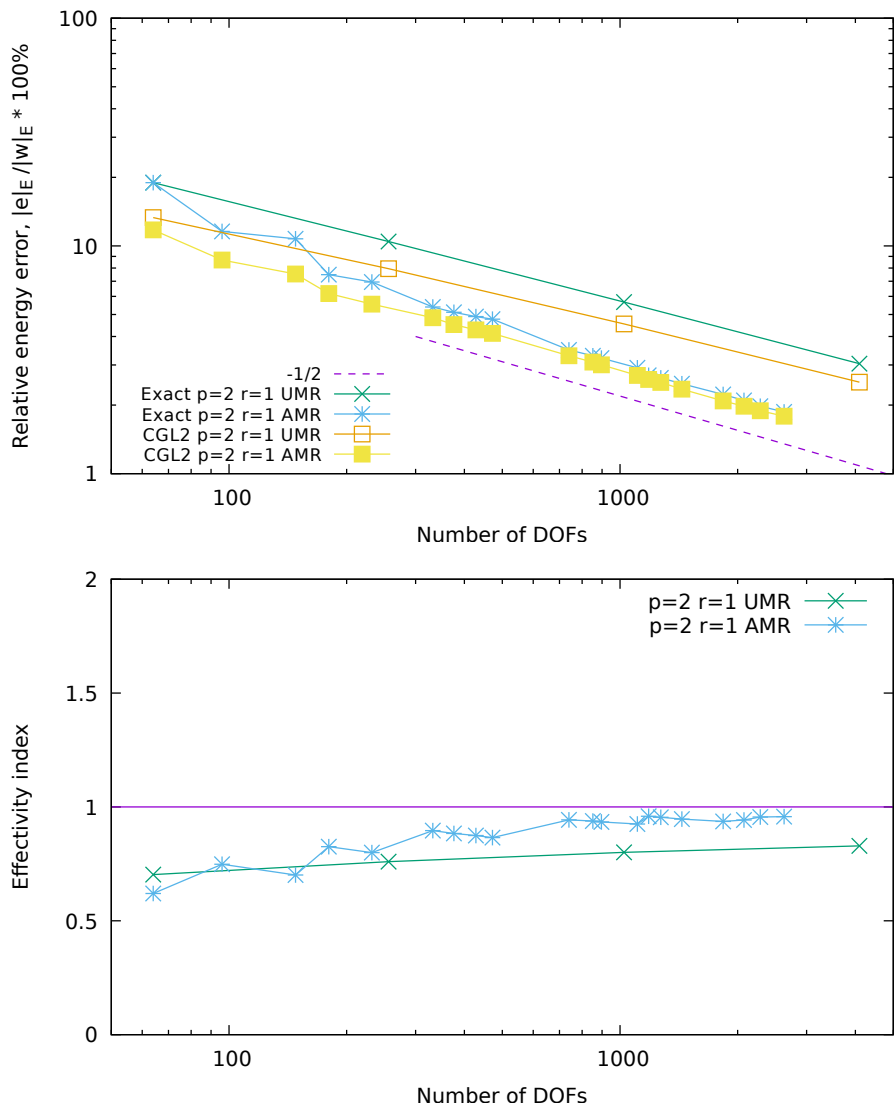 100
10
1
Relative energy error, |e|E /|w|E * 100%
-1/2
Exact p=2 r=1 UMR
Exact p=2 r=1 AMR
CGL2 p=2 r=1 UMR
CGL2 p=2 r=1 AMR
100 1000
Number of DOFs
2
1.5
1
0.5
0
Effectivity index
p=2 r=1 UMR
p=2 r=1 AMR
100 1000
Number of DOFs